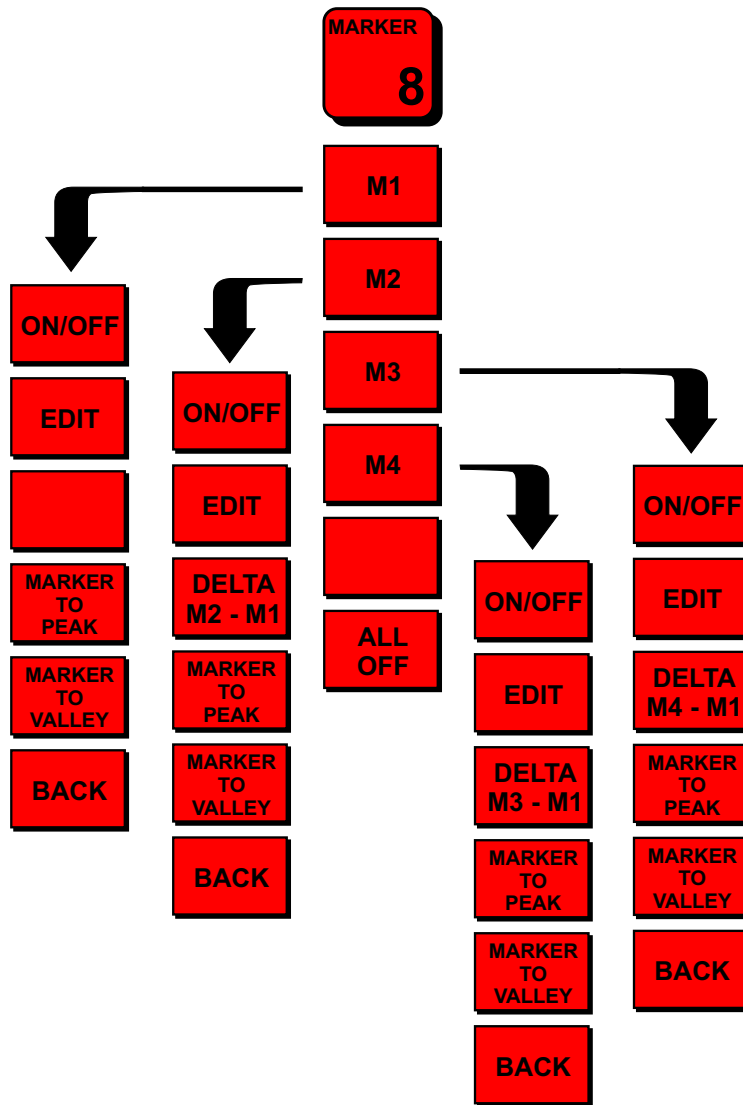 MARKER
8
M1
M2
M3
M4
ALL
OFF
ON/OFF
EDIT
MARKER
TO
PEAK
MARKER
TO
VALLEY
BACK
ON/OFF
EDIT
DELTA
M2 - M1
MARKER
TO
PEAK
MARKER
TO
VALLEY
BACK
ON/OFF
EDIT
DELTA
M3 - M1
MARKER
TO
PEAK
MARKER
TO
VALLEY
BACK
ON/OFF
EDIT
DELTA
M4 - M1
MARKER
TO
PEAK
MARKER
TO
VALLEY
BACK